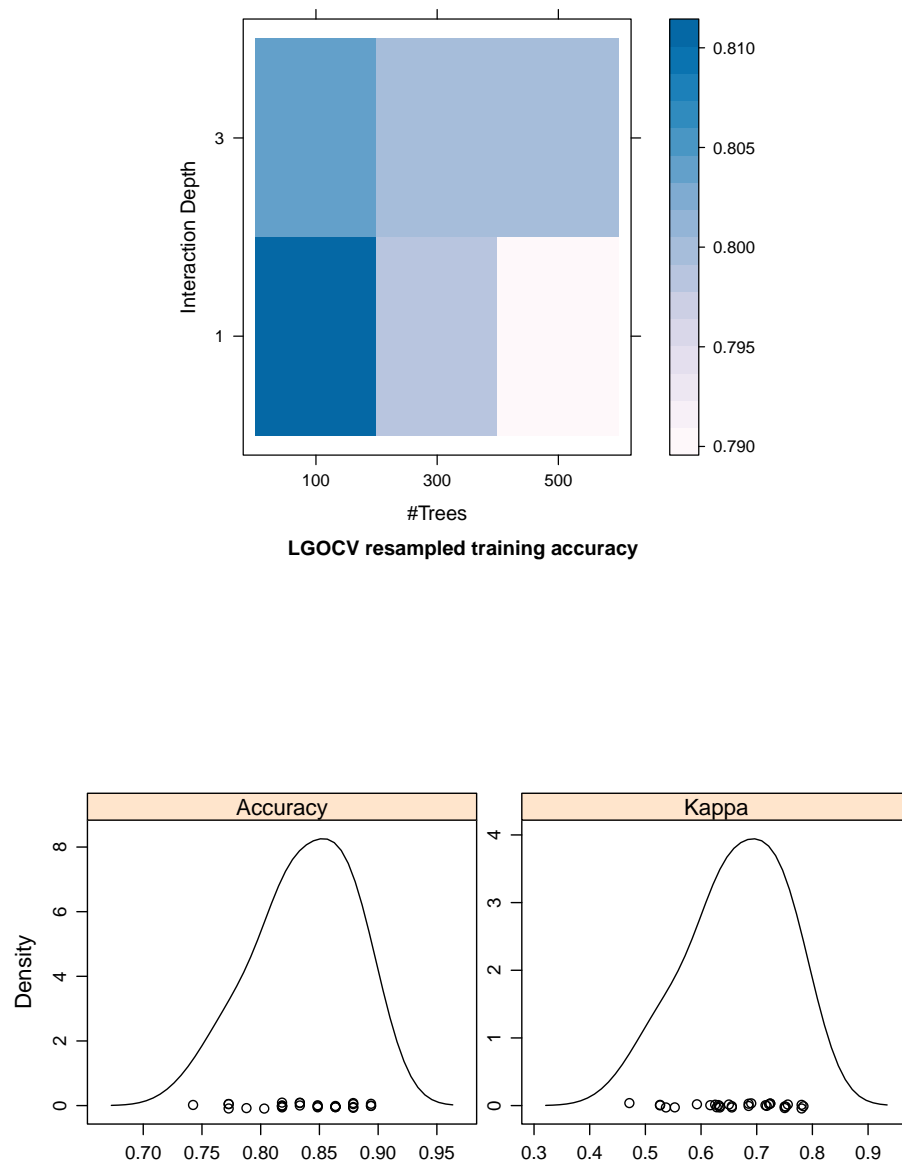 0.810
0.805
0.800
0.795
0.790
3
1
Interaction Depth
100 300 500
#Trees
LGOCV resampled training accuracy
Accuracy Kappa
Density
8
6
4
2
0
4
3
2
1
0
0.70 0.75 0.80 0.85 0.90 0.95
0.3 0.4 0.5 0.6 0.7 0.8 0.9